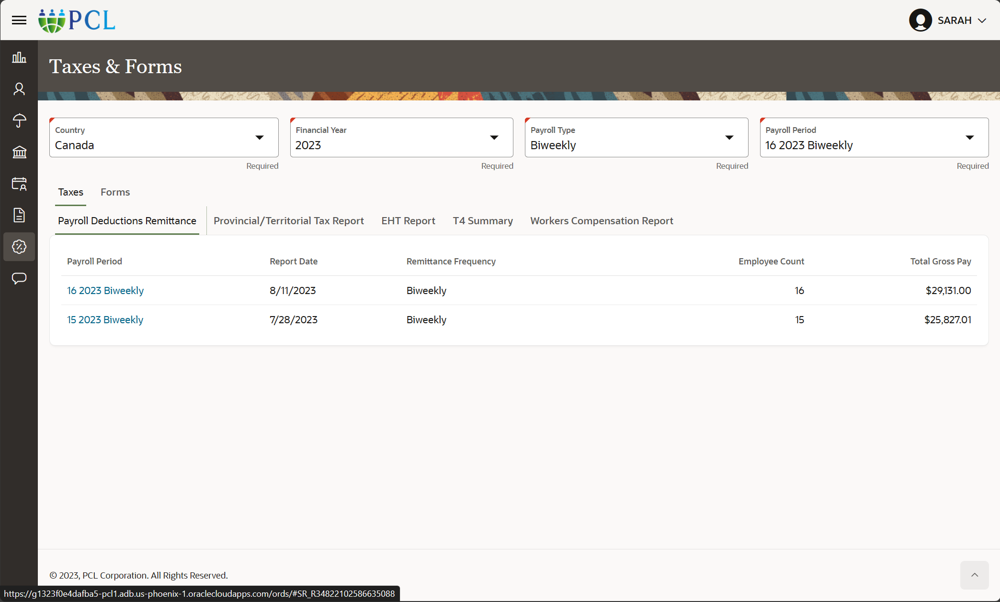 PCL
SARAH
Taxes & Forms
Country
Canada
Required
Financial Year
2023
Required
Payroll Type
Biweekly
Required
Payroll Period
16 2023 Biweekly
Required
Taxes Forms
Payroll Deductions Remittance Provincial/Territorial Tax Report EHT Report T4 Summary Workers Compensation Report
Payroll Period Report Date Remittance Frequency Employee Count Total Gross Pay
16 2023 Biweekly 8/11/2023 Biweekly 16 $29,131.00
15 2023 Biweekly 7/28/2023 Biweekly 15 $25,827.01
© 2023, PCL Corporation. All Rights Reserved.
https://g1323f0e4dafba5-pcl1.adb.us-phoenix-1.oraclecloudapps.com/ords/#SR_R34822102586635088